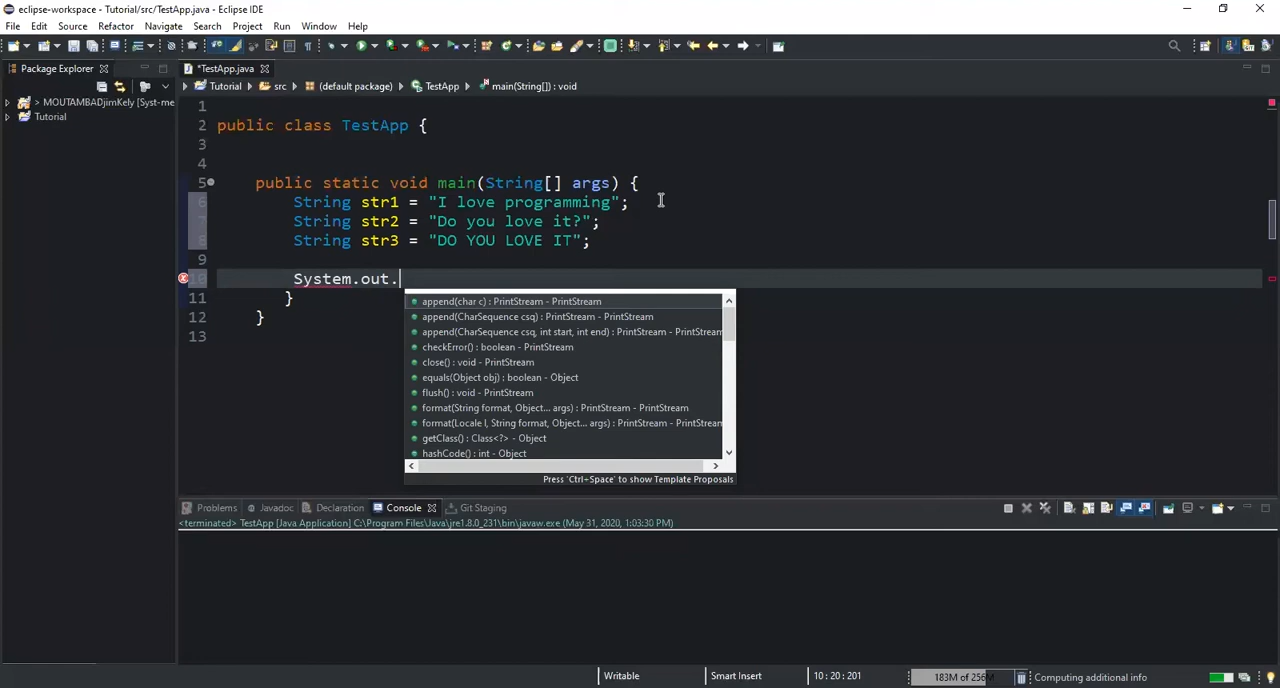 eclipse-workspace - Tutorial/src/TestApp.java - Eclipse IDE
File Edit Source Refactor Navigate Search Project Run Window Help
Package Explorer
*TestApp.java
Tutorial src (default package) TestApp main(String[]) : void
> MOUTAMBADjimKely [Syst-me
Tutorial
1
2 public class TestApp {
3
4
5 public static void main(String[] args) {
6 String str1 = "I love programming";
7 String str2 = "Do you love it?";
8 String str3 = "DO YOU LOVE IT";
9
10 System.out.
11 }
12 }
13
append(char c) : PrintStream - PrintStream
append(CharSequence csq) : PrintStream - PrintStream
append(CharSequence csq, int start, int end) : PrintStream - PrintStream
checkError() : boolean - PrintStream
close() : void - PrintStream
equals(Object obj) : boolean - Object
flush() : void - PrintStream
format(String format, Object... args) : PrintStream - PrintStream
format(Locale l, String format, Object... args) : PrintStream - PrintStream
getClass() : Class<?> - Object
hashCode() : int - Object
Press 'Ctrl+Space' to show Template Proposals
Problems Javadoc Declaration Console Git Staging
<terminated> TestApp [Java Application] C:\Program Files\Java\jre1.8.0_231\bin\javaw.exe (May 31, 2020, 1:03:30 PM)
Writable Smart Insert 10 : 20 : 201 183M of 256M Computing additional info